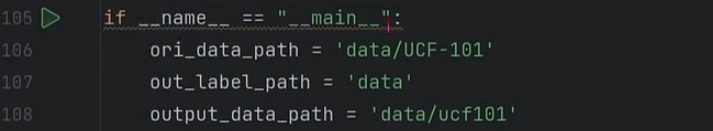 105 if __name__ == "__main__":
106 ori_data_path = 'data/UCF-101'
107 out_label_path = 'data'
108 output_data_path = 'data/ucf101'